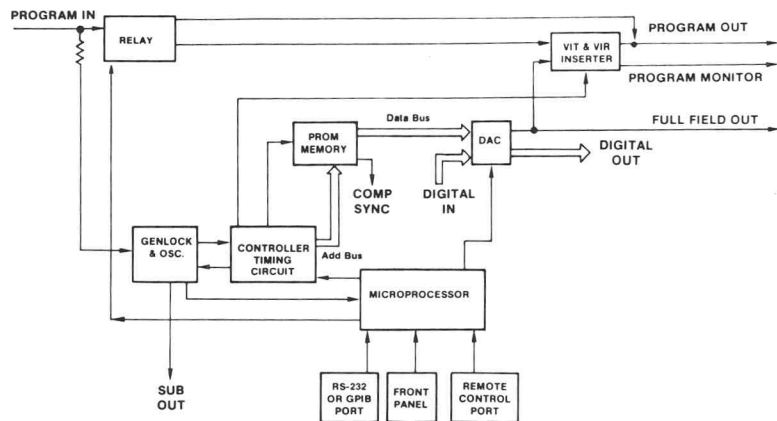 PROGRAM IN
RELAY
VIT & VIR
INSERTER
PROGRAM OUT
PROGRAM MONITOR
FULL FIELD OUT
Data Bus
PROM
MEMORY
DAC
DIGITAL
OUT
COMP
SYNC
DIGITAL
IN
GENLOCK
& OSC.
CONTROLLER
TIMING
CIRCUIT
Add Bus
MICROPROCESSOR
SUB
OUT
RS-232
OR GPIB
PORT
FRONT
PANEL
REMOTE
CONTROL
PORT